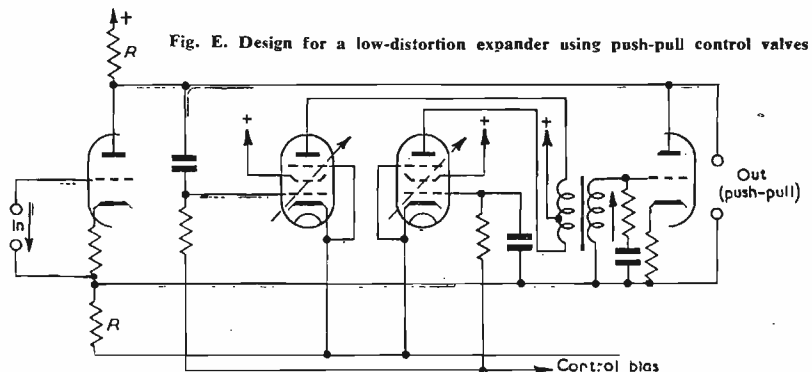 Fig. E. Design for a low-distortion expander using push-pull control valves
+
R
+
+
+
In
Out
(push-pull)
R
Control bias